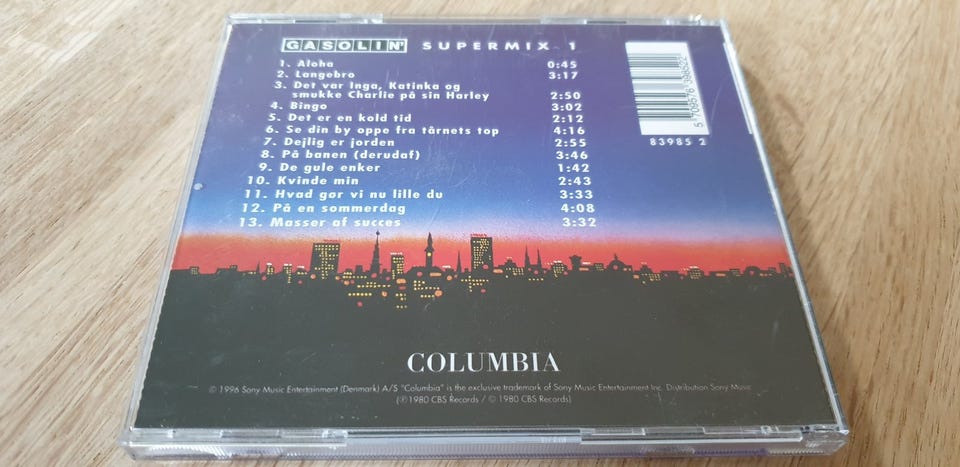 GASOLIN' SUPERMIX 1
1. Aloha 0:45
2. Langebro 3:17
3. Det var Inga, Katinka og
smukke Charlie på sin Harley 2:50
4. Bingo 3:02
5. Det er en kold tid 2:12
6. Se din by oppe fra tårnets top 4:16
7. Dejlig er jorden 2:55
8. På banen (derudaf) 3:46
9. De gule enker 1:42
10. Kvinde min 2:43
11. Hvad gør vi nu lille du 3:33
12. På en sommerdag 4:08
13. Masser af succes 3:32
83985 2
COLUMBIA
© 1996 Sony Music Entertainment (Denmark) A/S "Columbia" is the exclusive trademark of Sony Music Entertainment Inc. Distribution Sony Music
(℗ 1980 CBS Records / © 1980 CBS Records)